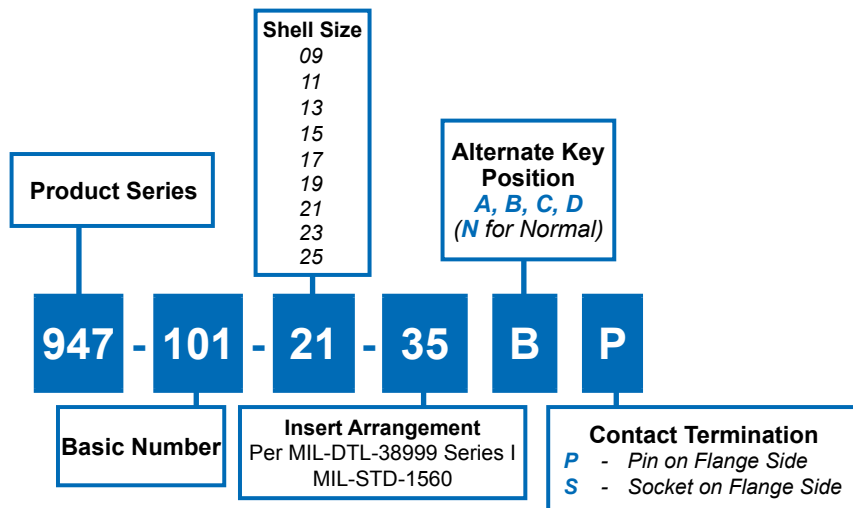 Shell Size
09
11
13
15
17
19
21
23
25
Product Series
Alternate Key
Position
A, B, C, D
(N for Normal)
947 - 101 - 21 - 35 B P
Basic Number
Insert Arrangement
Per MIL-DTL-38999 Series I
MIL-STD-1560
Contact Termination
P - Pin on Flange Side
S - Socket on Flange Side